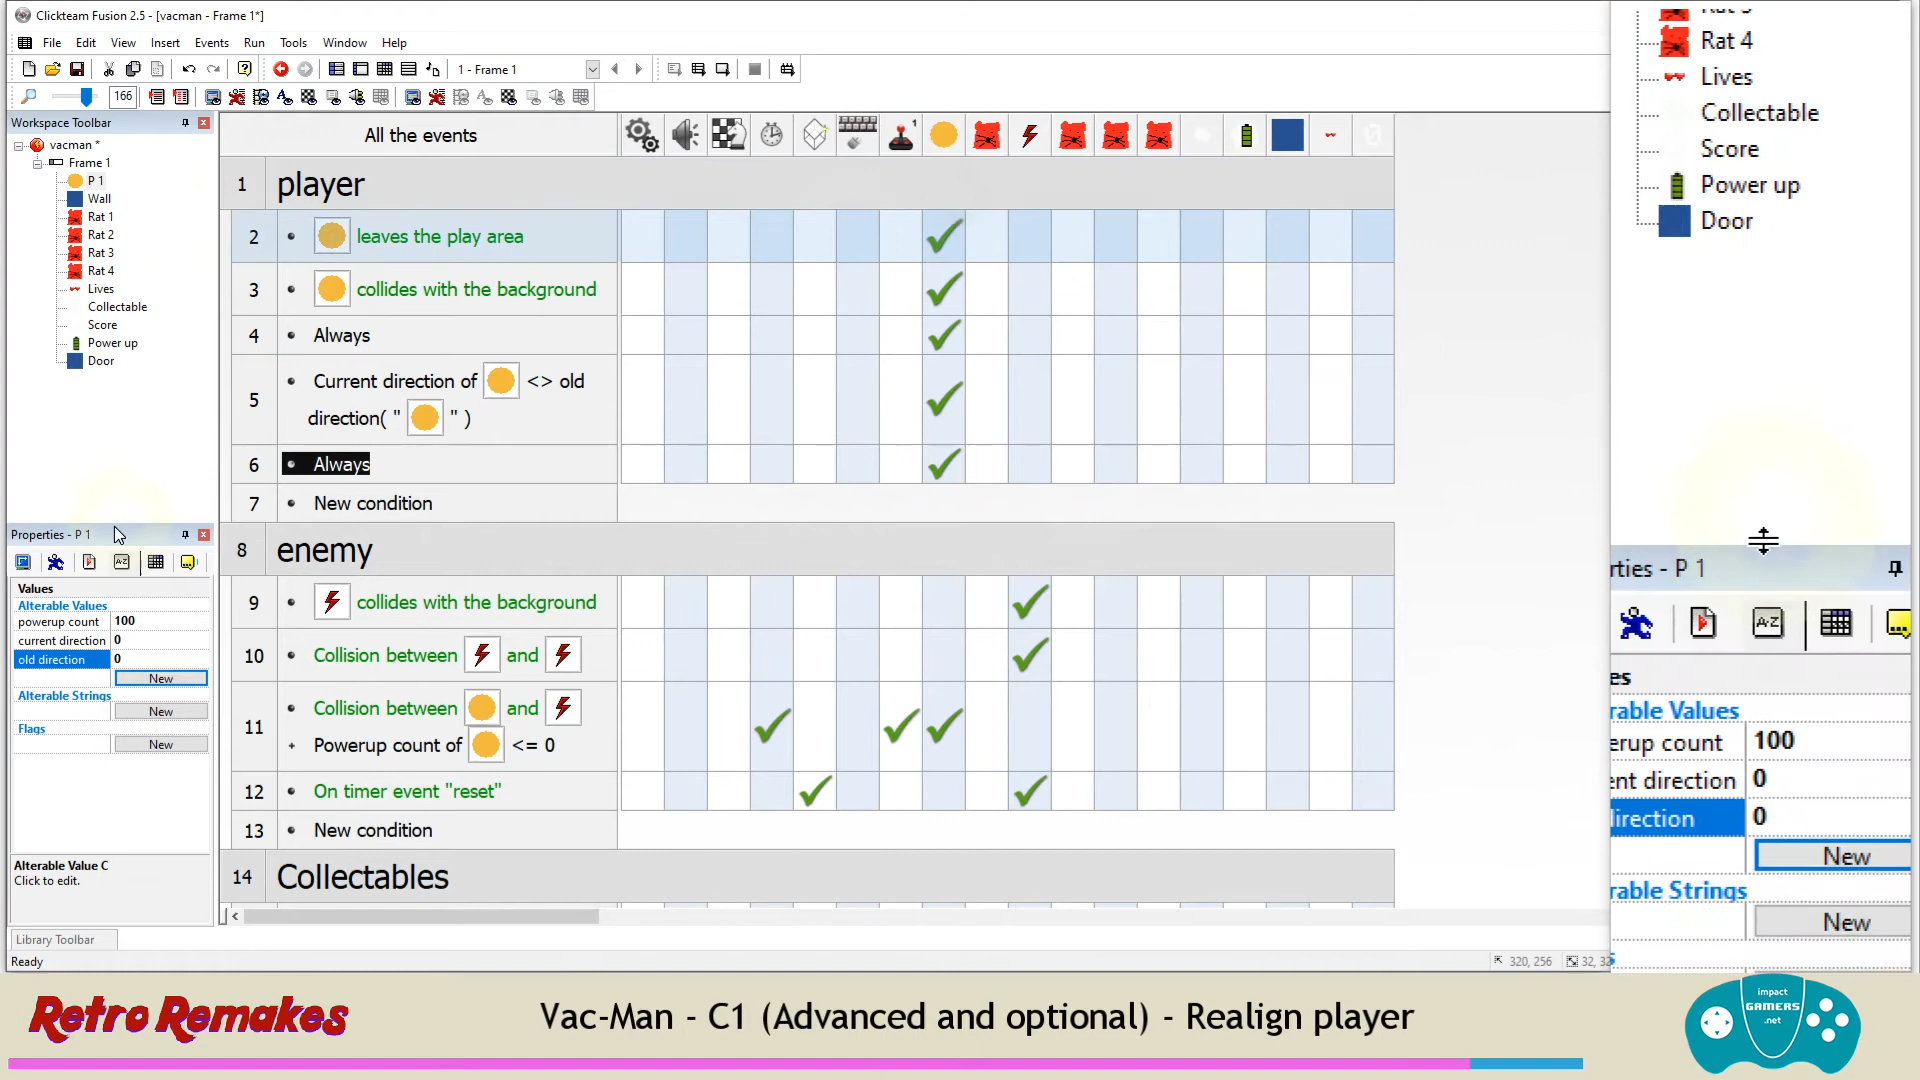 Clickteam Fusion 2.5 - [vacman - Frame 1*]
File Edit View Insert Events Run Tools Window Help
1 - Frame 1
166
Workspace Toolbar
vacman *
Frame 1
P 1
Wall
Rat 1
Rat 2
Rat 3
Rat 4
Lives
Collectable
Score
Power up
Door
Properties - P 1
A-Z
Values
Alterable Values
powerup count 100
current direction 0
old direction 0
New
Alterable Strings
New
Flags
New
Alterable Value C
Click to edit.
Library Toolbar
Ready
All the events
1 player
2 • leaves the play area
3 • collides with the background
4 • Always
5 • Current direction of <> old
direction( " " )
6 • Always
7 • New condition
8 enemy
9 • collides with the background
10 • Collision between and
11 • Collision between and
+ Powerup count of <= 0
12 • On timer event "reset"
13 • New condition
14 Collectables
320, 256
Rat 4
Lives
Collectable
Score
Power up
Door
rties - P 1
A-Z
es
rable Values
erup count 100
ent direction 0
irection 0
New
rable Strings
New
Retro Remakes
Vac-Man - C1 (Advanced and optional) - Realign player
impact
GAMERS
.net